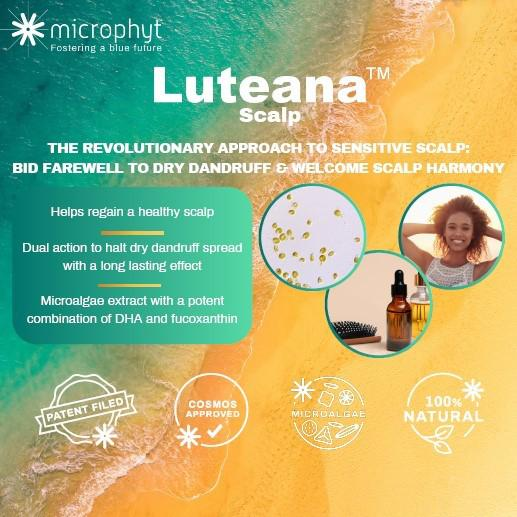 microphyt
Fostering a blue future
Luteana™
Scalp
THE REVOLUTIONARY APPROACH TO SENSITIVE SCALP:
BID FAREWELL TO DRY DANDRUFF & WELCOME SCALP HARMONY
Helps regain a healthy scalp
Dual action to halt dry dandruff spread
with a long lasting effect
Microalgae extract with a potent
combination of DHA and fucoxanthin
PATENT FILED
COSMOS
APPROVED
MICROALGAE
100%
NATURAL